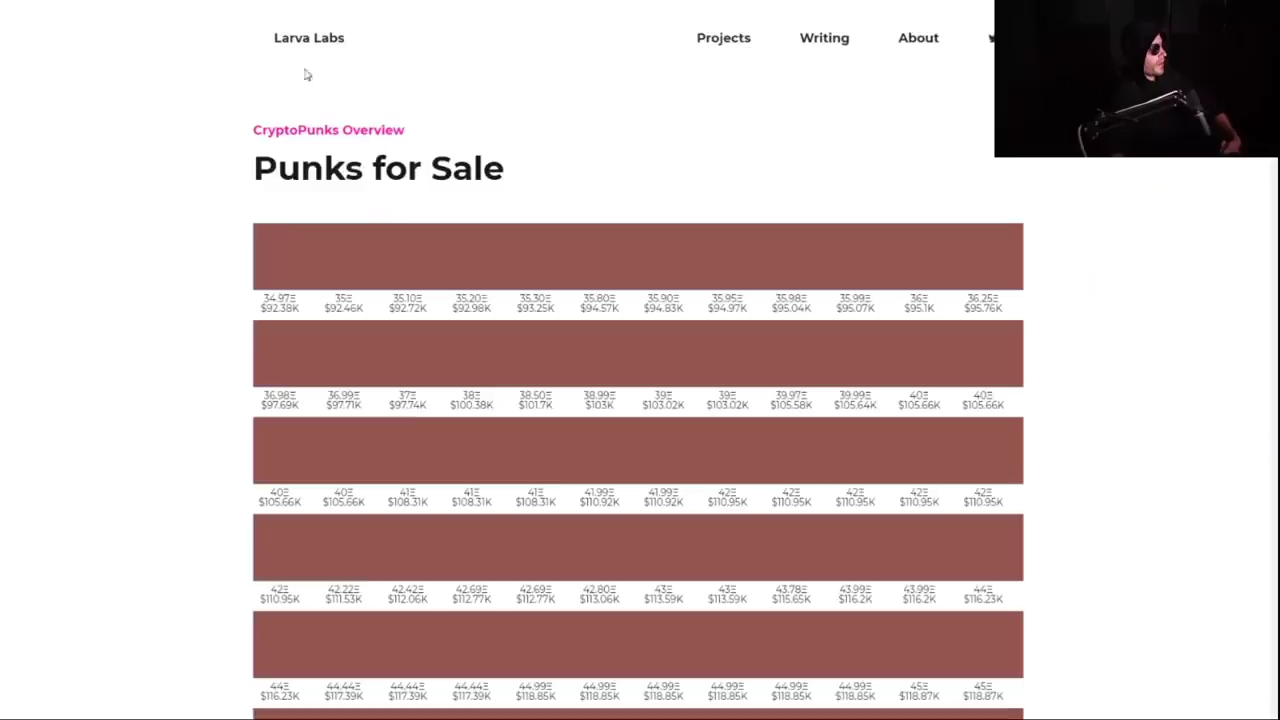 Larva Labs Projects Writing About
CryptoPunks Overview
Punks for Sale
34.97Ξ 35Ξ 35.10Ξ 35.20Ξ 35.30Ξ 35.80Ξ 35.90Ξ 35.95Ξ 35.98Ξ 35.99Ξ 36Ξ 36.25Ξ
$92.38K $92.46K $92.72K $92.98K $93.25K $94.57K $94.83K $94.97K $95.04K $95.07K $95.1K $95.76K
36.98Ξ 36.99Ξ 37Ξ 38Ξ 38.50Ξ 38.99Ξ 39Ξ 39Ξ 39.97Ξ 39.99Ξ 40Ξ 40Ξ
$97.69K $97.71K $97.74K $100.38K $101.7K $103K $103.02K $103.02K $105.58K $105.64K $105.66K $105.66K
40Ξ 40Ξ 41Ξ 41Ξ 41Ξ 41.99Ξ 41.99Ξ 42Ξ 42Ξ 42Ξ 42Ξ 42Ξ
$105.66K $105.66K $108.31K $108.31K $108.31K $110.92K $110.92K $110.95K $110.95K $110.95K $110.95K $110.95K
42Ξ 42.22Ξ 42.42Ξ 42.69Ξ 42.69Ξ 42.80Ξ 43Ξ 43Ξ 43.78Ξ 43.99Ξ 43.99Ξ 44Ξ
$110.95K $111.53K $112.06K $112.77K $112.77K $113.06K $113.59K $113.59K $115.65K $116.2K $116.2K $116.23K
44Ξ 44.44Ξ 44.44Ξ 44.44Ξ 44.99Ξ 44.99Ξ 44.99Ξ 44.99Ξ 44.99Ξ 44.99Ξ 45Ξ 45Ξ
$116.23K $117.39K $117.39K $117.39K $118.85K $118.85K $118.85K $118.85K $118.85K $118.85K $118.87K $118.87K